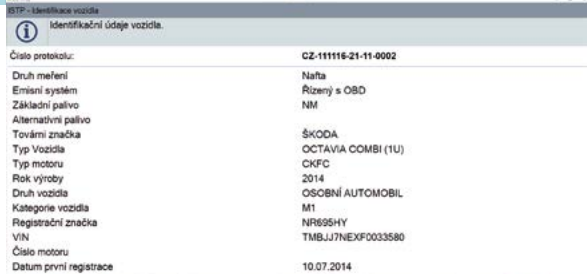 ISTP - Identifikace vozidla
Identifikační údaje vozidla.
Číslo protokolu: CZ-111116-21-11-0002
Druh meření Nafta
Emisní systém Řízený s OBD
Základní palivo NM
Alternativní palivo
Tovární značka ŠKODA
Typ Vozidla OCTAVIA COMBI (1U)
Typ motoru CKFC
Rok výroby 2014
Druh vozidla OSOBNÍ AUTOMOBIL
Kategorie vozidla M1
Registrační značka NR695HY
VIN TMBJJ7NEXF0033580
Číslo motoru
Datum první registrace 10.07.2014